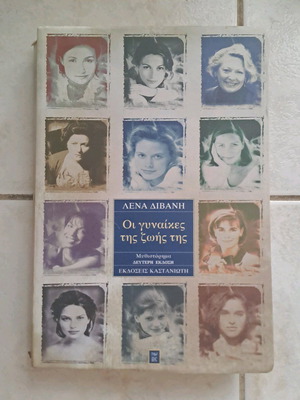 ΛΕΝΑ ΔΙΒΑΝΗ
Οι γυναίκες
της ζωής της
Μυθιστόρημα
ΔΕΥΤΕΡΗ ΕΚΔΟΣΗ
ΕΚΔΟΣΕΙΣ ΚΑΣΤΑΝΙΩΤΗ